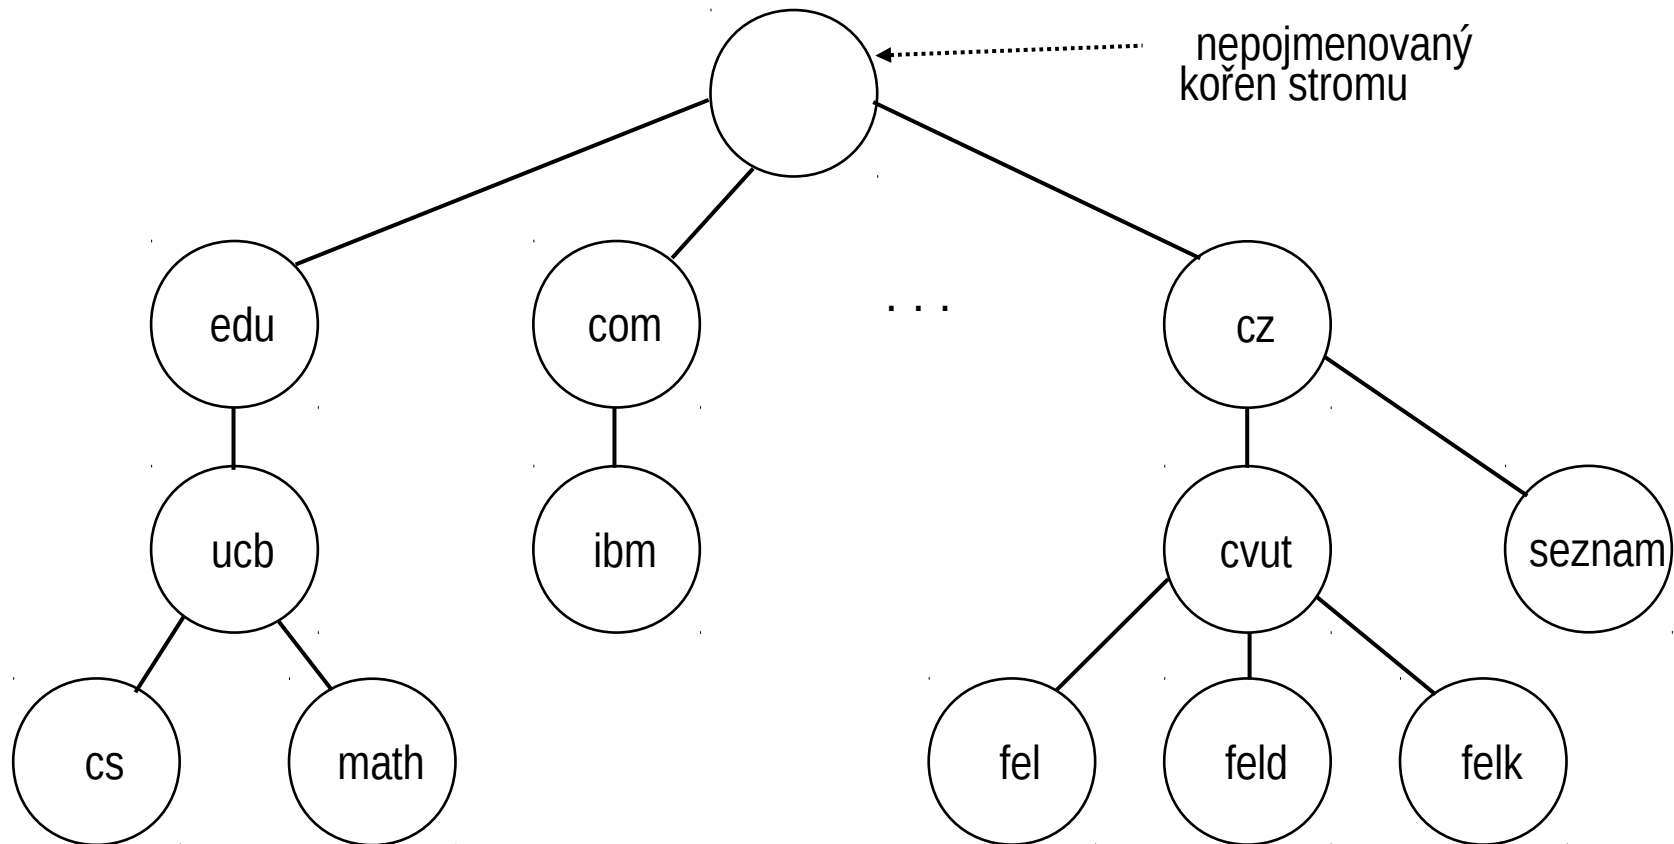 nepojmenovaný
kořen stromu
edu
com
. . .
cz
ucb
ibm
cvut
seznam
cs
math
fel
feld
felk